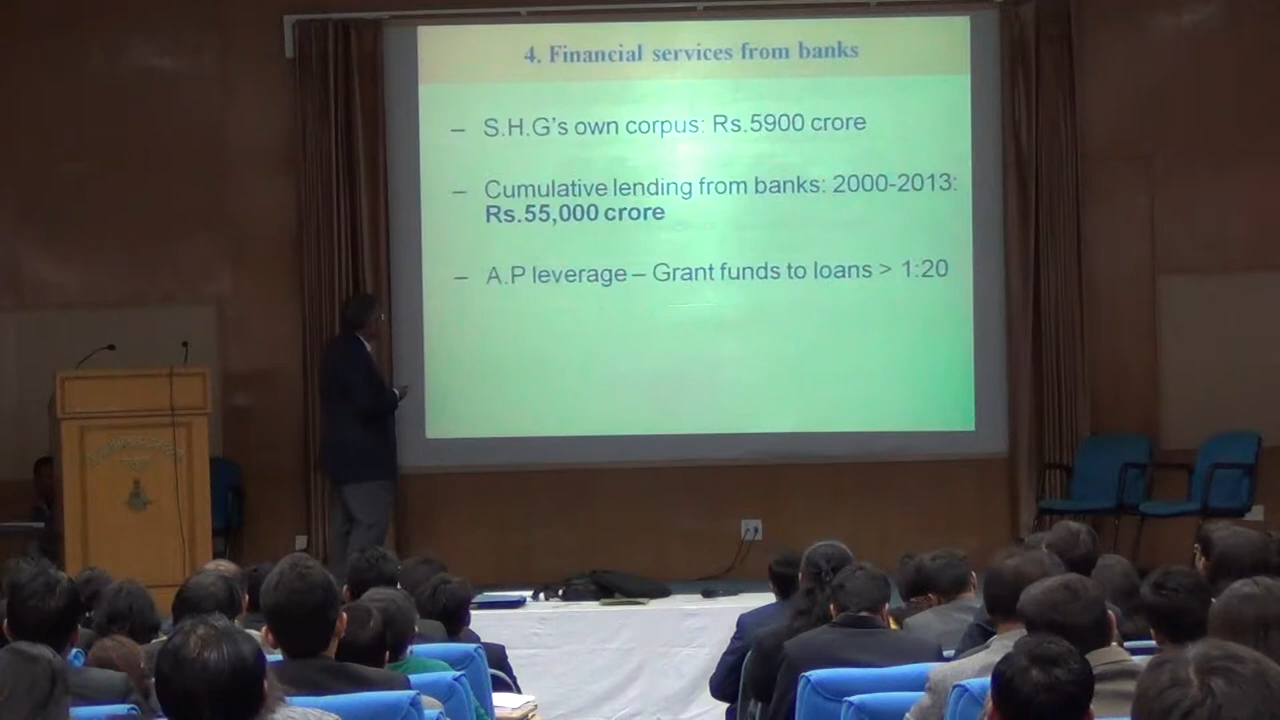 4. Financial services from banks
– S.H.G's own corpus: Rs.5900 crore
– Cumulative lending from banks: 2000-2013:
Rs.55,000 crore
– A.P leverage – Grant funds to loans > 1:20